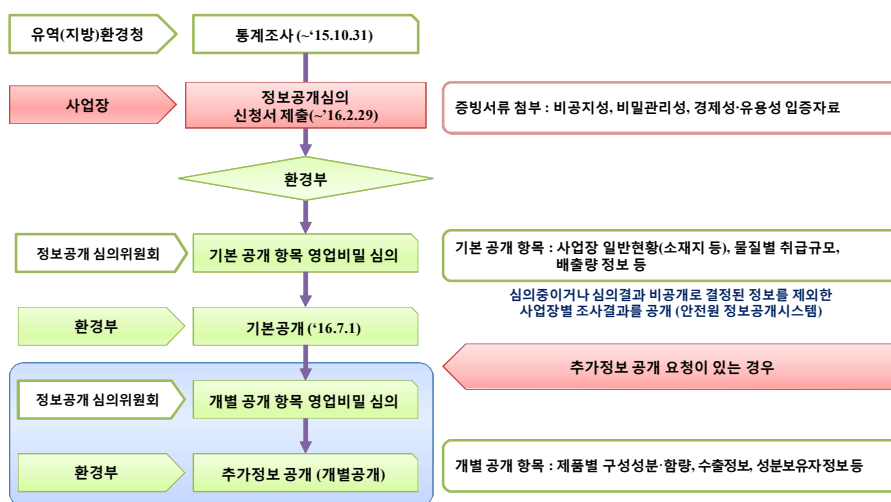 유역(지방)환경청
통계조사 (~‘15.10.31)
사업장
정보공개심의
신청서 제출(~’16.2.29)
증빙서류 첨부 : 비공지성, 비밀관리성, 경제성·유용성 입증자료
환경부
정보공개 심의위원회
기본 공개 항목 영업비밀 심의
기본 공개 항목 : 사업장 일반현황(소재지 등), 물질별 취급규모,
배출량 정보 등
심의중이거나 심의결과 비공개로 결정된 정보를 제외한
사업장별 조사결과를 공개 (안전원 정보공개시스템)
환경부
기본공개 (‘16.7.1)
추가정보 공개 요청이 있는 경우
정보공개 심의위원회
개별 공개 항목 영업비밀 심의
환경부
추가정보 공개 (개별공개)
개별 공개 항목 : 제품별 구성성분·함량, 수출정보, 성분보유자정보 등